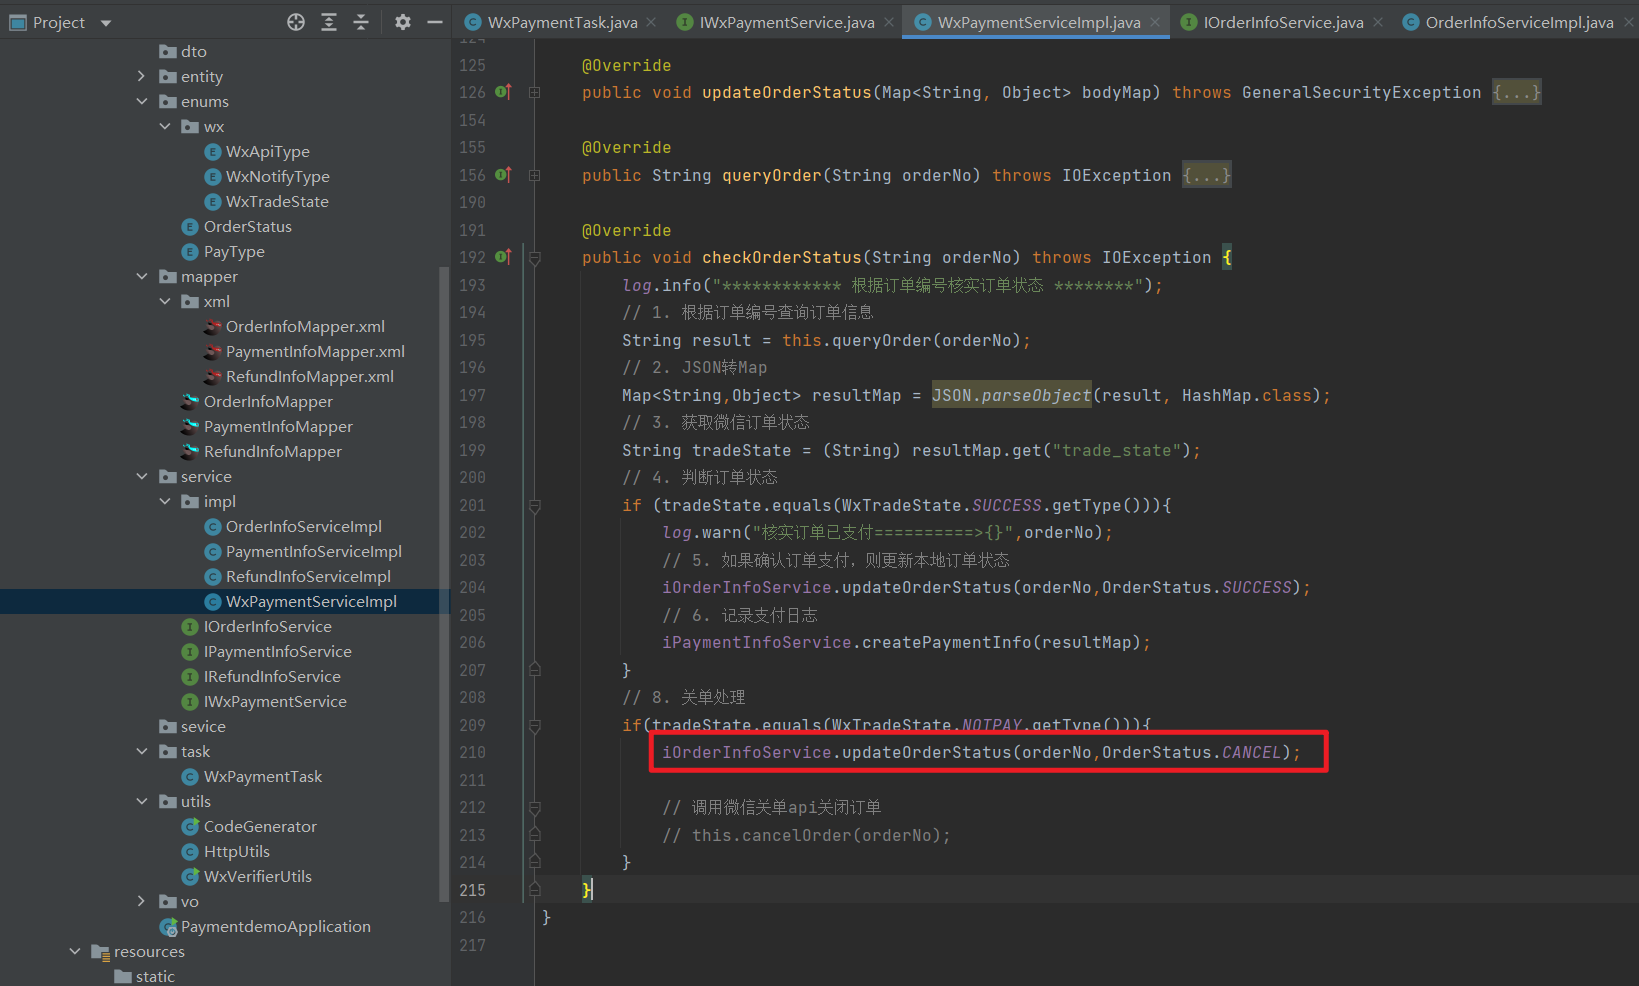 Project
WxPaymentTask.java
IWxPaymentService.java
WxPaymentServiceImpl.java
IOrderInfoService.java
OrderInfoServiceImpl.java
dto
entity
enums
wx
WxApiType
WxNotifyType
WxTradeState
OrderStatus
PayType
mapper
xml
OrderInfoMapper.xml
PaymentInfoMapper.xml
RefundInfoMapper.xml
OrderInfoMapper
PaymentInfoMapper
RefundInfoMapper
service
impl
OrderInfoServiceImpl
PaymentInfoServiceImpl
RefundInfoServiceImpl
WxPaymentServiceImpl
IOrderInfoService
IPaymentInfoService
IRefundInfoService
IWxPaymentService
sevice
task
WxPaymentTask
utils
CodeGenerator
HttpUtils
WxVerifierUtils
vo
PaymentdemoApplication
resources
static
124
125 @Override
126 public void updateOrderStatus(Map<String, Object> bodyMap) throws GeneralSecurityException {...}
154
155 @Override
156 public String queryOrder(String orderNo) throws IOException {...}
190
191 @Override
192 public void checkOrderStatus(String orderNo) throws IOException {
193 log.info("************ 根据订单编号核实订单状态 ********");
194 // 1. 根据订单编号查询订单信息
195 String result = this.queryOrder(orderNo);
196 // 2. JSON转Map
197 Map<String,Object> resultMap = JSON.parseObject(result, HashMap.class);
198 // 3. 获取微信订单状态
199 String tradeState = (String) resultMap.get("trade_state");
200 // 4. 判断订单状态
201 if (tradeState.equals(WxTradeState.SUCCESS.getType())){
202 log.warn("核实订单已支付==========>{}",orderNo);
203 // 5. 如果确认订单支付，则更新本地订单状态
204 iOrderInfoService.updateOrderStatus(orderNo,OrderStatus.SUCCESS);
205 // 6. 记录支付日志
206 iPaymentInfoService.createPaymentInfo(resultMap);
207 }
208 // 8. 关单处理
209 if(tradeState.equals(WxTradeState.NOTPAY.getType())){
210 iOrderInfoService.updateOrderStatus(orderNo,OrderStatus.CANCEL);
211
212 // 调用微信关单api关闭订单
213 // this.cancelOrder(orderNo);
214 }
215 }
216 }
217